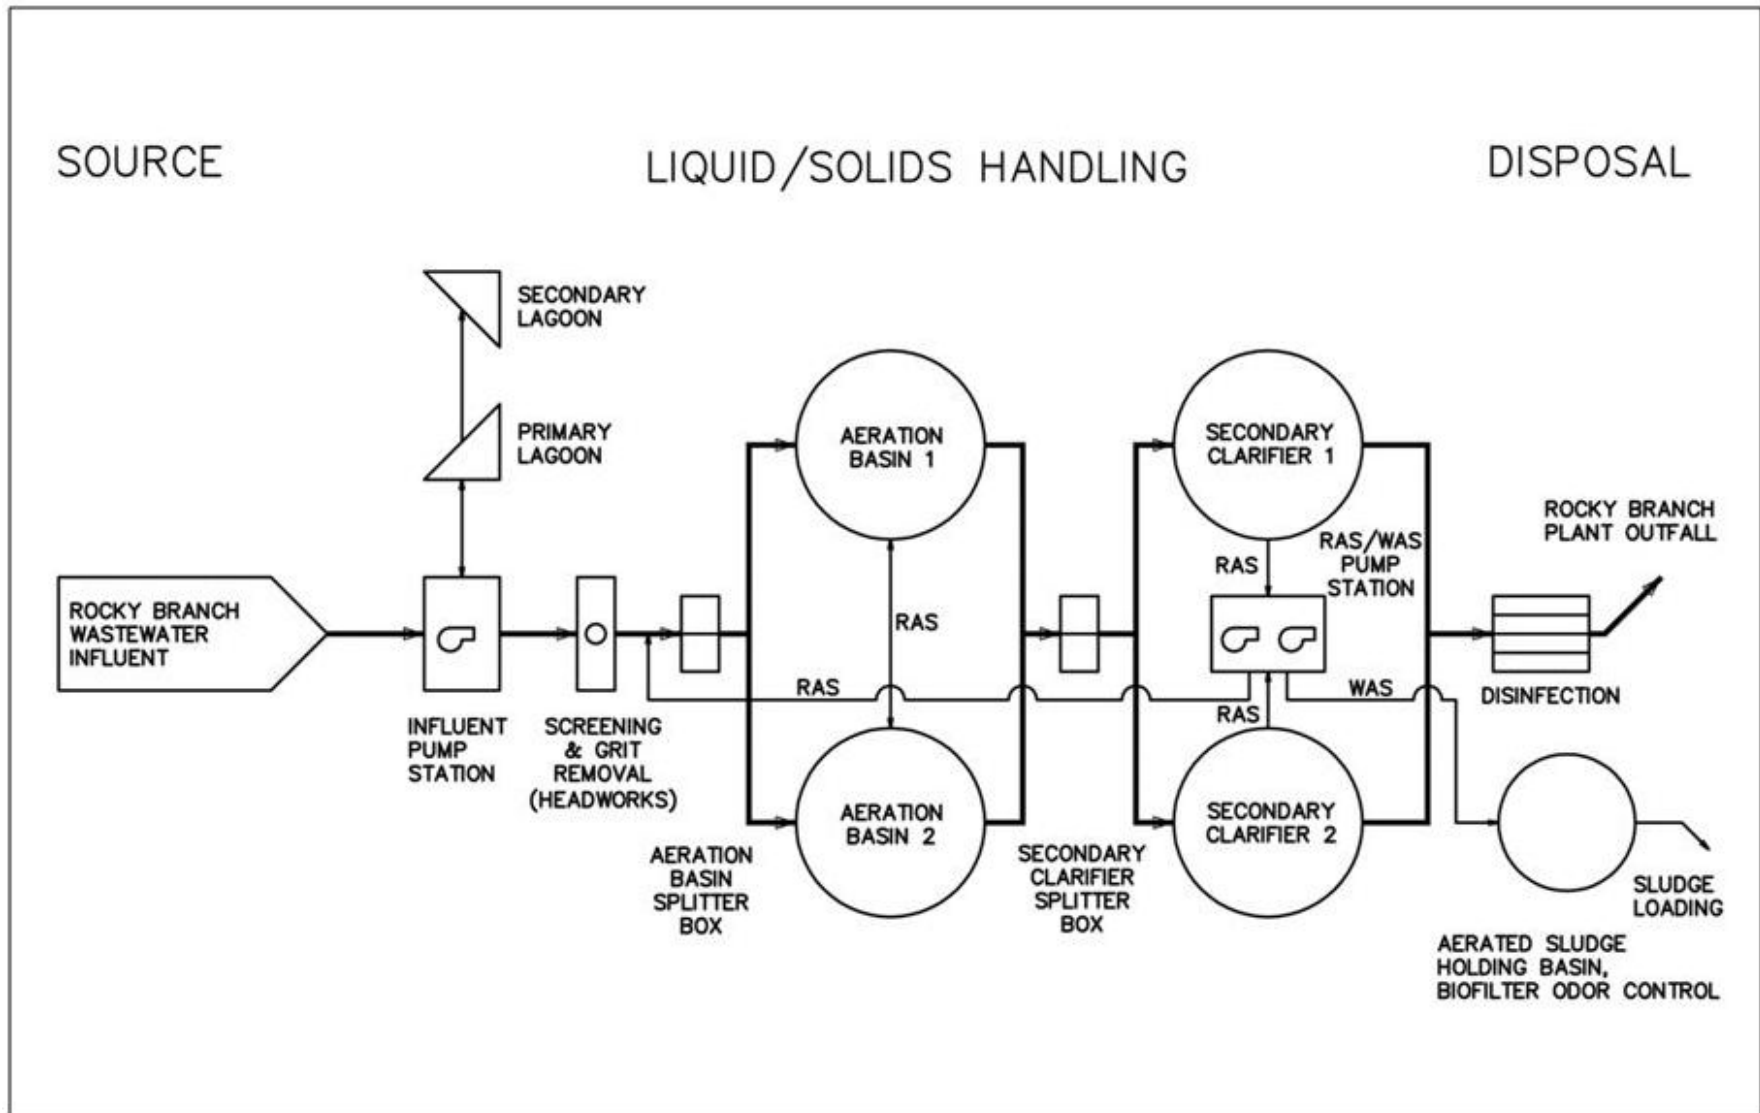 SOURCE
LIQUID/SOLIDS HANDLING
DISPOSAL
SECONDARY
LAGOON
PRIMARY
LAGOON
ROCKY BRANCH
WASTEWATER
INFLUENT
INFLUENT
PUMP
STATION
SCREENING
& GRIT
REMOVAL
(HEADWORKS)
AERATION
BASIN
SPLITTER
BOX
AERATION
BASIN 1
RAS
RAS
AERATION
BASIN 2
SECONDARY
CLARIFIER
SPLITTER
BOX
SECONDARY
CLARIFIER 1
RAS
RAS/WAS
PUMP
STATION
WAS
RAS
SECONDARY
CLARIFIER 2
ROCKY BRANCH
PLANT OUTFALL
DISINFECTION
SLUDGE
LOADING
AERATED SLUDGE
HOLDING BASIN,
BIOFILTER ODOR CONTROL